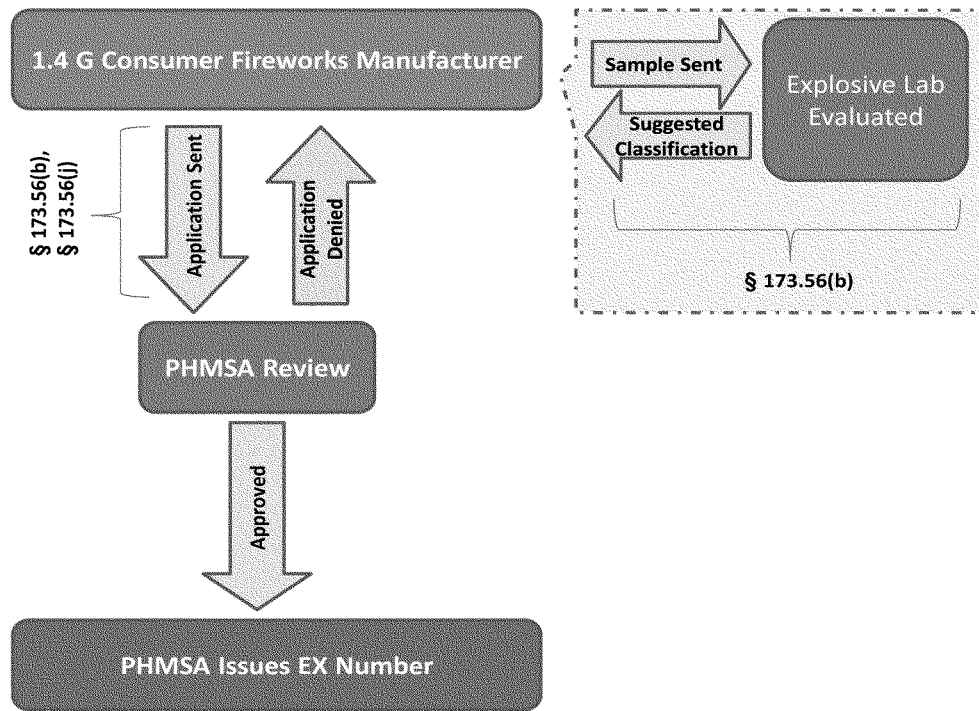 1.4 G Consumer Fireworks Manufacturer
§ 173.56(b),
§ 173.56(j)
Application Sent
Application
Denied
PHMSA Review
Approved
PHMSA Issues EX Number
Sample Sent
Suggested
Classification
Explosive Lab
Evaluated
§ 173.56(b)